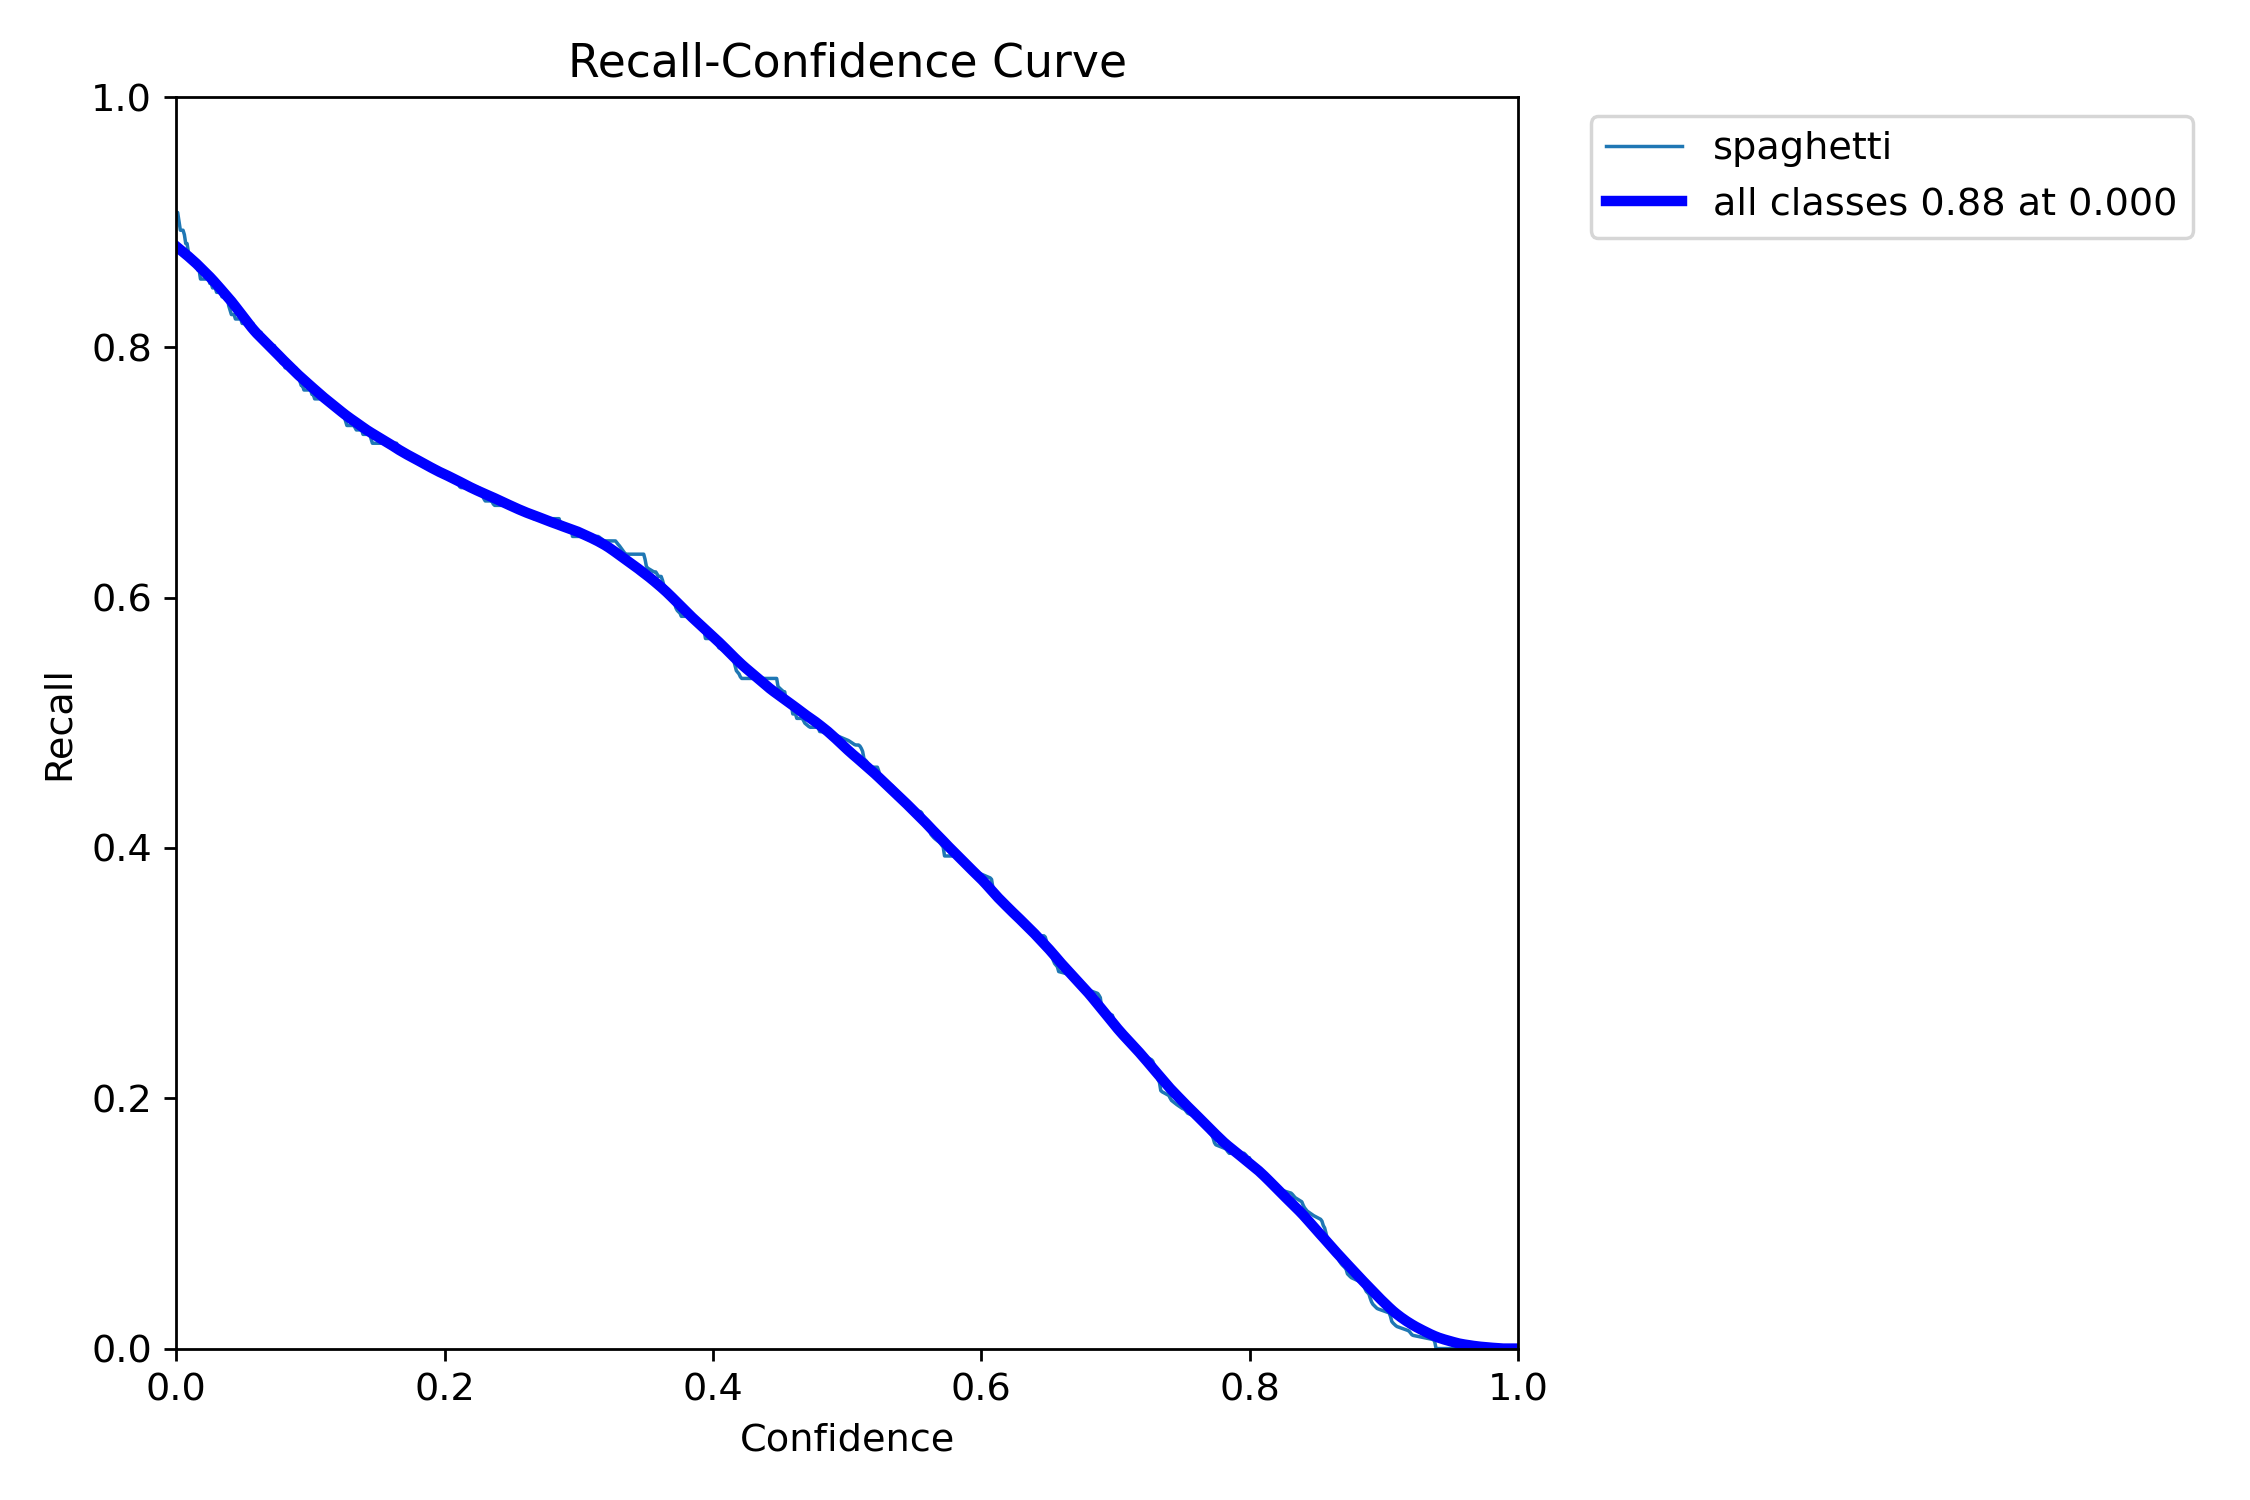 Recall-Confidence Curve
1.0
0.8
0.6
0.4
0.2
0.0
Recall
0.0 0.2 0.4 0.6 0.8 1.0
Confidence
spaghetti
all classes 0.88 at 0.000